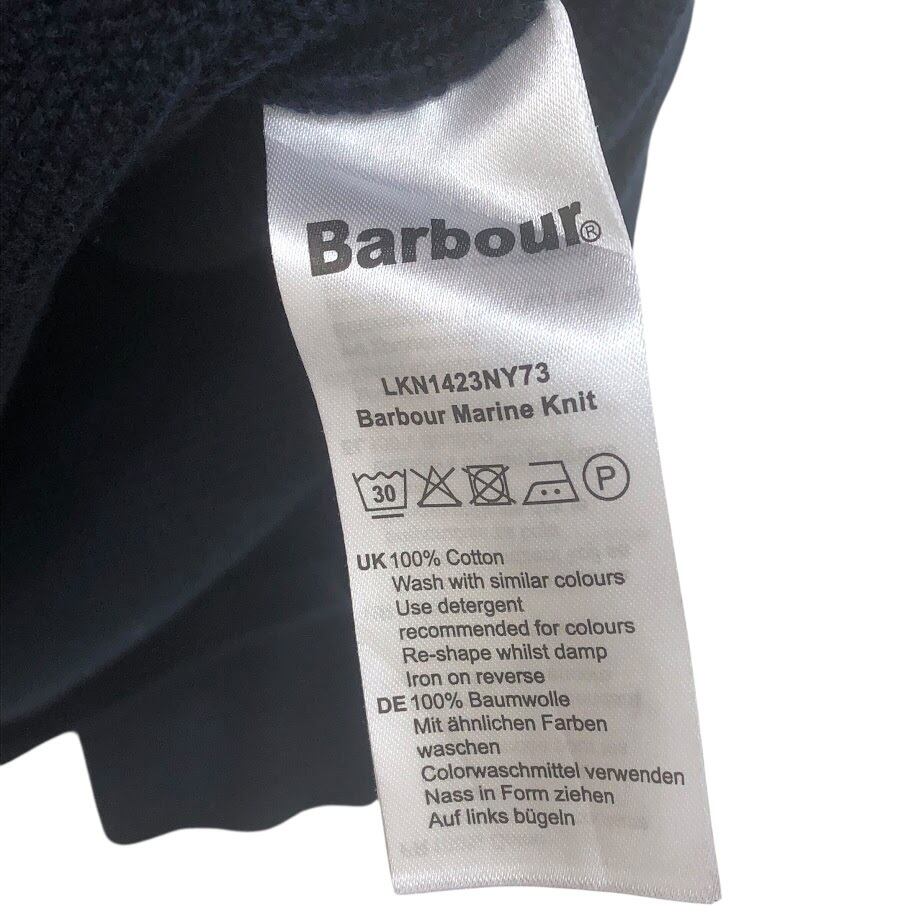 Barbour®
LKN1423NY73
Barbour Marine Knit
30 P
UK 100% Cotton
Wash with similar colours
Use detergent
recommended for colours
Re-shape whilst damp
Iron on reverse
DE 100% Baumwolle
Mit ähnlichen Farben
waschen
Colorwaschmittel verwenden
Nass in Form ziehen
Auf links bügeln